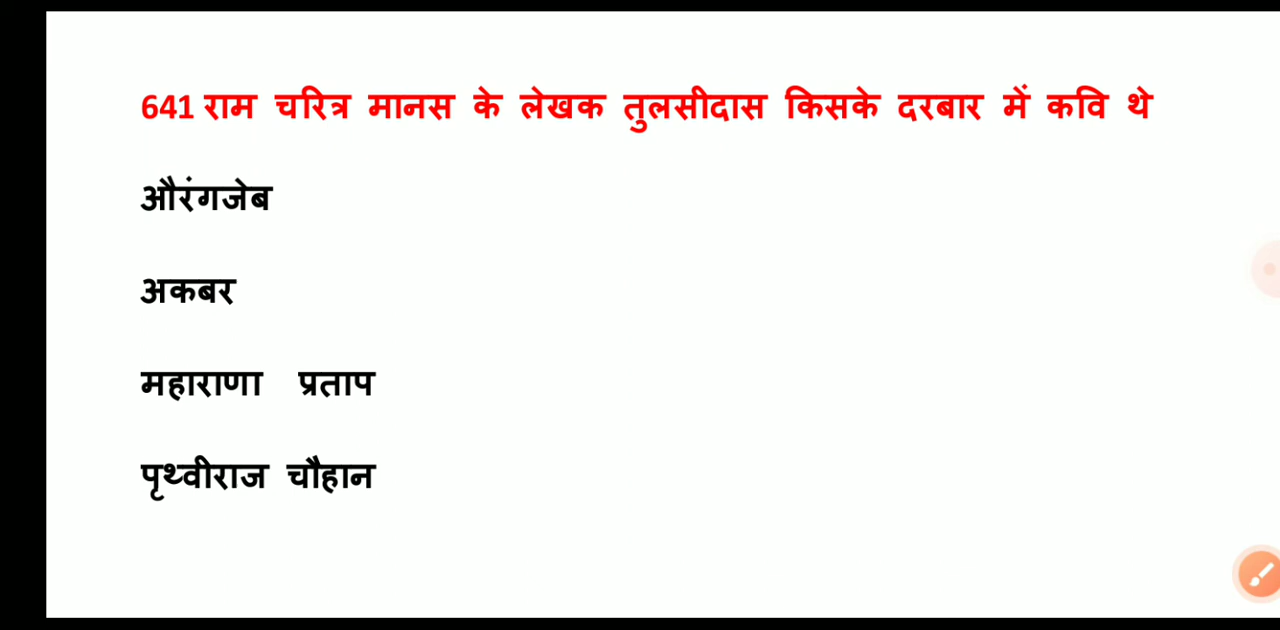 641 राम चरित्र मानस के लेखक तुलसीदास किसके दरबार में कवि थे
औरंगजेब
अकबर
महाराणा प्रताप
पृथ्वीराज चौहान